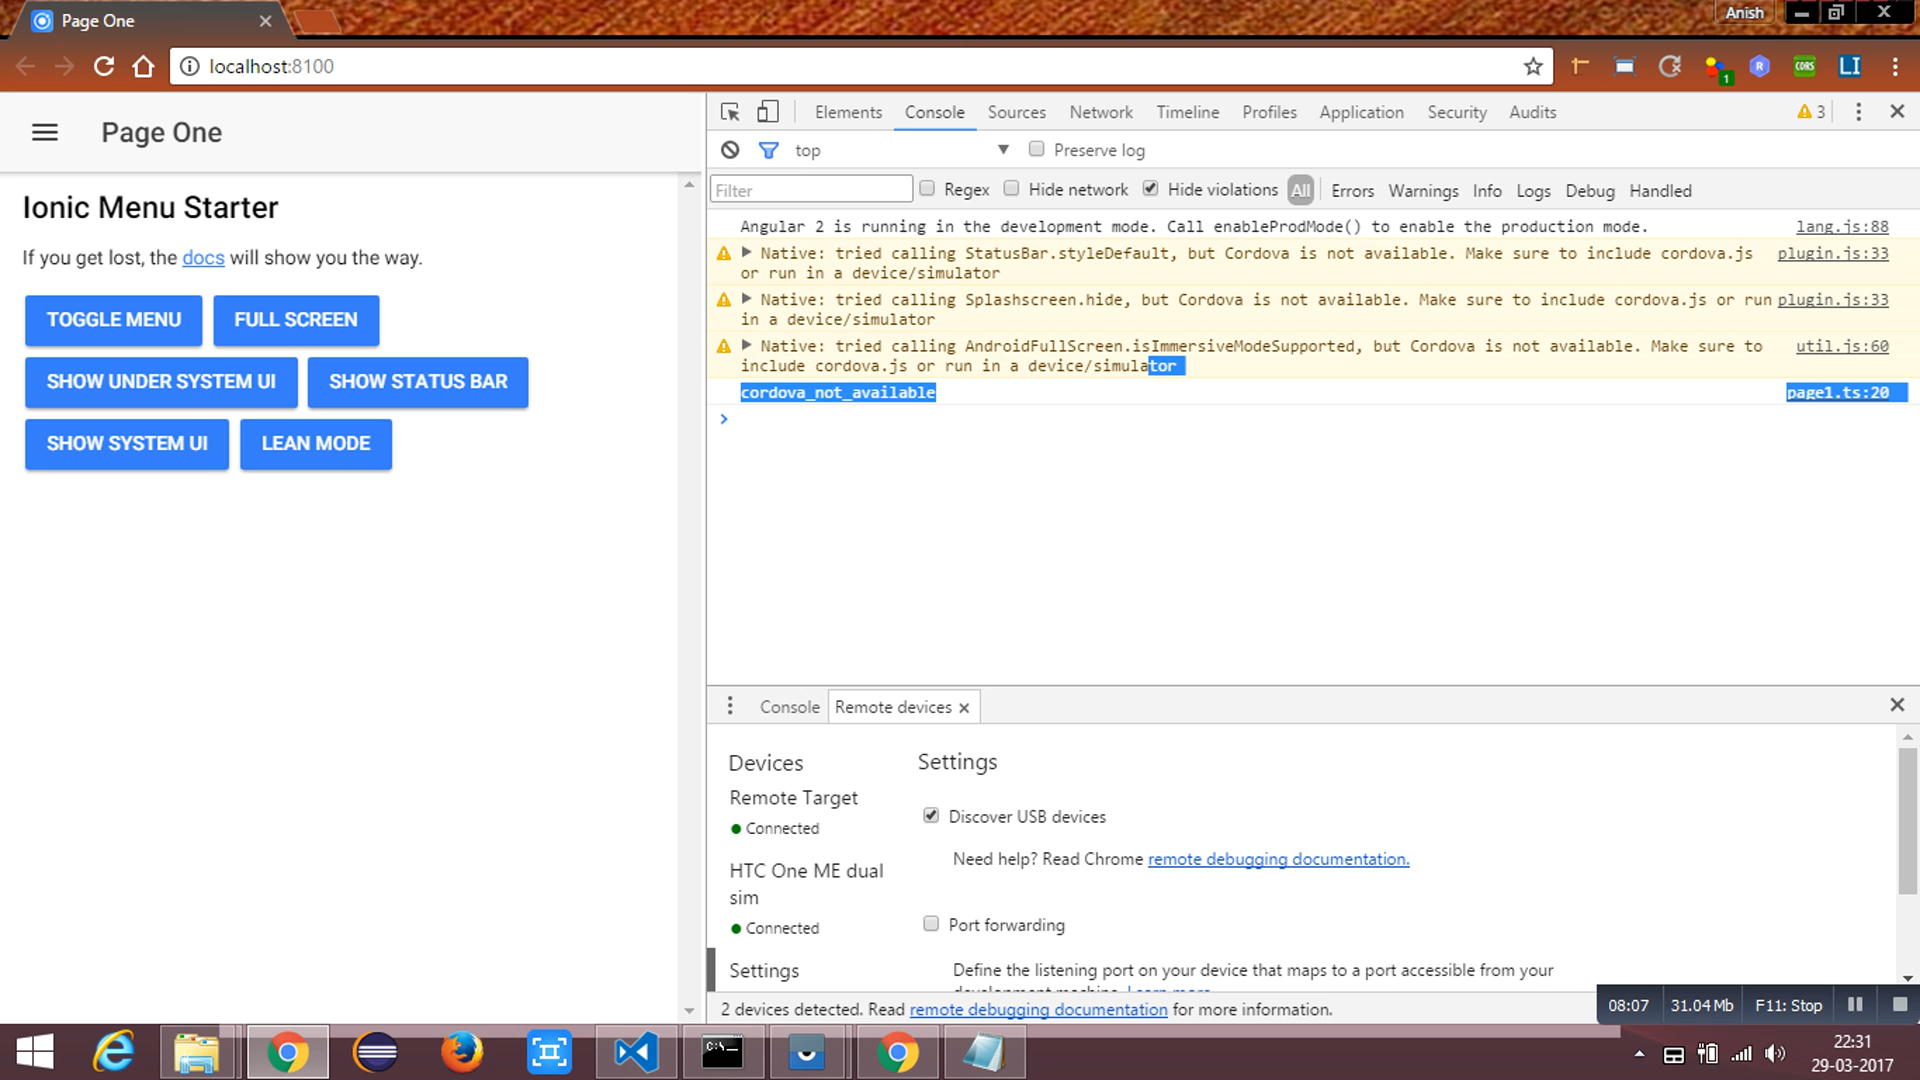 Page One
Anish
localhost:8100
1
CORS
LI
Page One
Ionic Menu Starter
If you get lost, the docs will show you the way.
TOGGLE MENU
FULL SCREEN
SHOW UNDER SYSTEM UI
SHOW STATUS BAR
SHOW SYSTEM UI
LEAN MODE
Elements Console Sources Network Timeline Profiles Application Security Audits
3
top
Preserve log
Filter
Regex
Hide network
Hide violations
All
Errors Warnings Info Logs Debug Handled
Angular 2 is running in the development mode. Call enableProdMode() to enable the production mode. lang.js:88
Native: tried calling StatusBar.styleDefault, but Cordova is not available. Make sure to include cordova.js plugin.js:33
or run in a device/simulator
Native: tried calling Splashscreen.hide, but Cordova is not available. Make sure to include cordova.js or run plugin.js:33
in a device/simulator
Native: tried calling AndroidFullScreen.isImmersiveModeSupported, but Cordova is not available. Make sure to util.js:60
include cordova.js or run in a device/simulator
cordova_not_available page1.ts:20
Console
Remote devices
Devices
Remote Target
Connected
HTC One ME dual
sim
Connected
Settings
Settings
Discover USB devices
Need help? Read Chrome remote debugging documentation.
Port forwarding
Define the listening port on your device that maps to a port accessible from your
development machine. Learn more
2 devices detected. Read remote debugging documentation for more information.
08:07
31.04 Mb
F11: Stop
C:\
22:31
29-03-2017